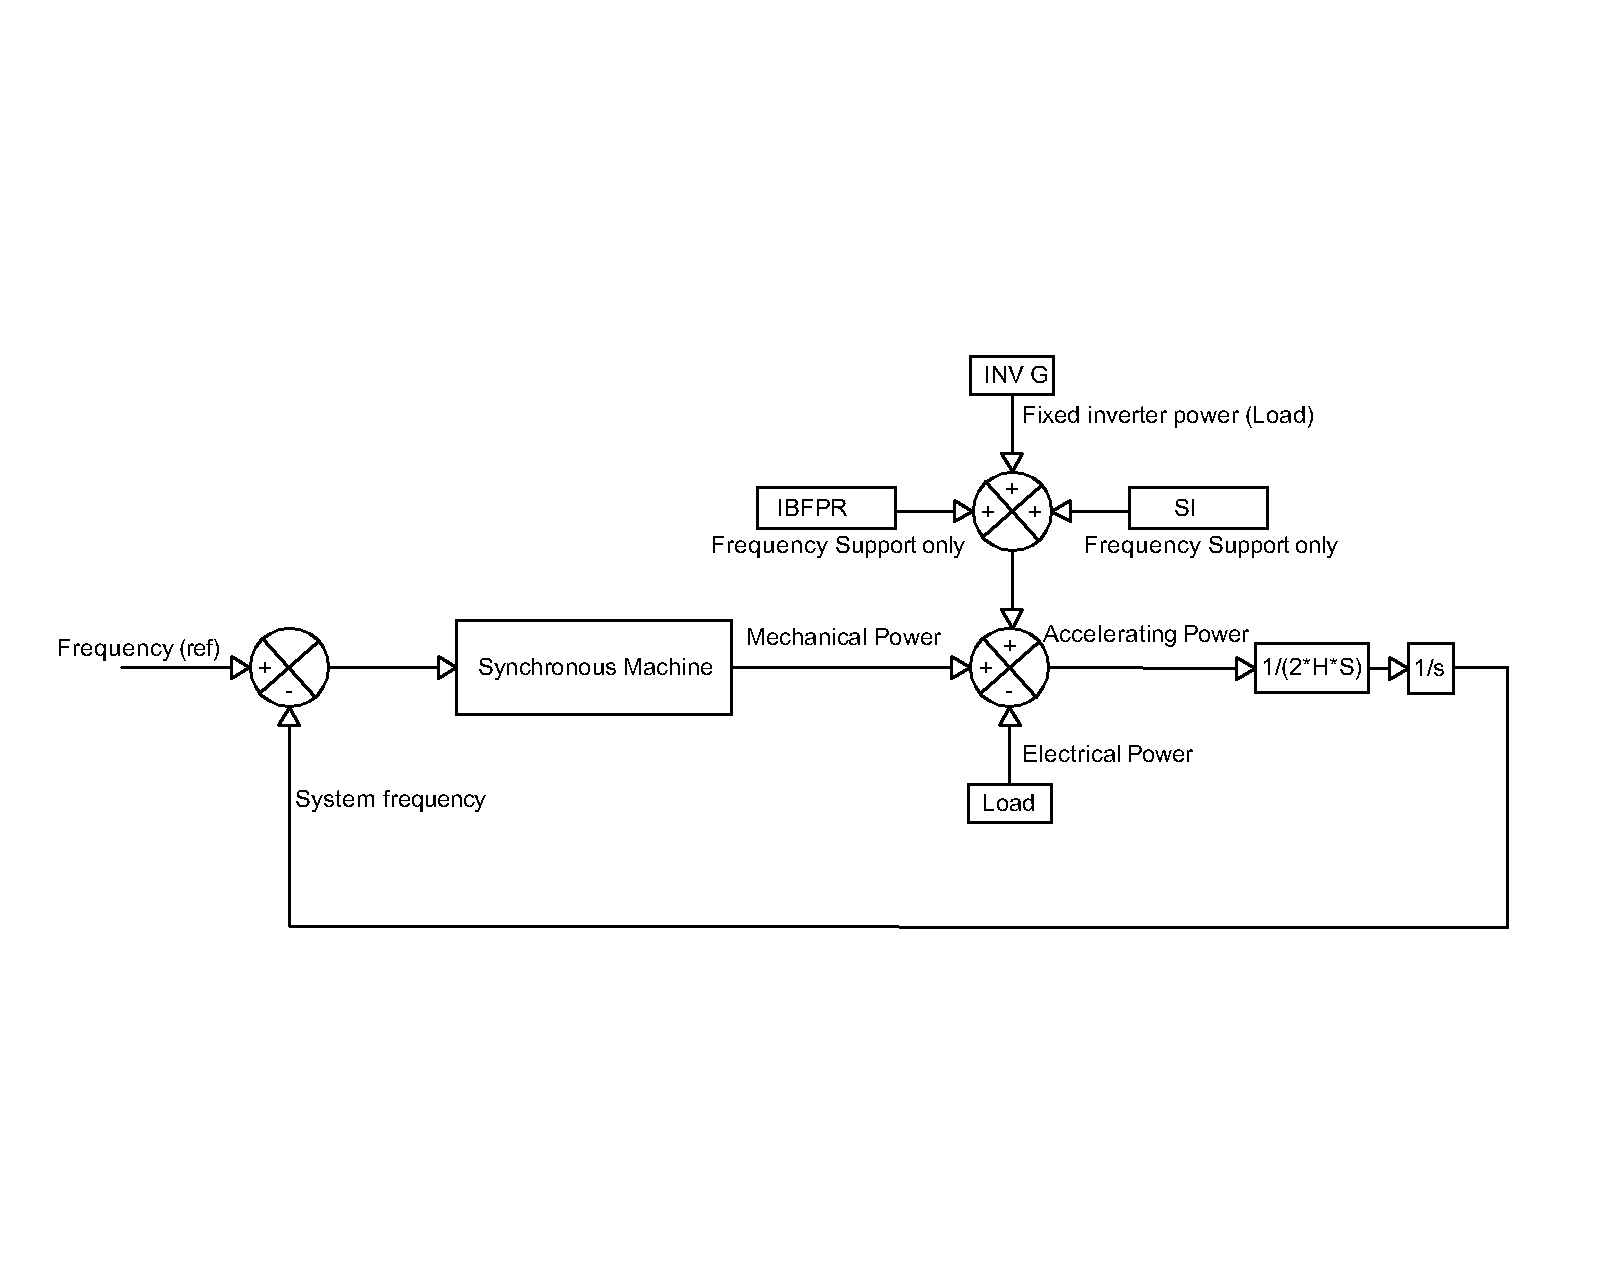 INV G
Fixed inverter power (Load)
+
IBFPR
+
+
SI
Frequency Support only
Frequency Support only
Frequency (ref)
+
-
Synchronous Machine
Mechanical Power
+
+
-
Accelerating Power
1/(2*H*S)
1/s
Electrical Power
Load
System frequency